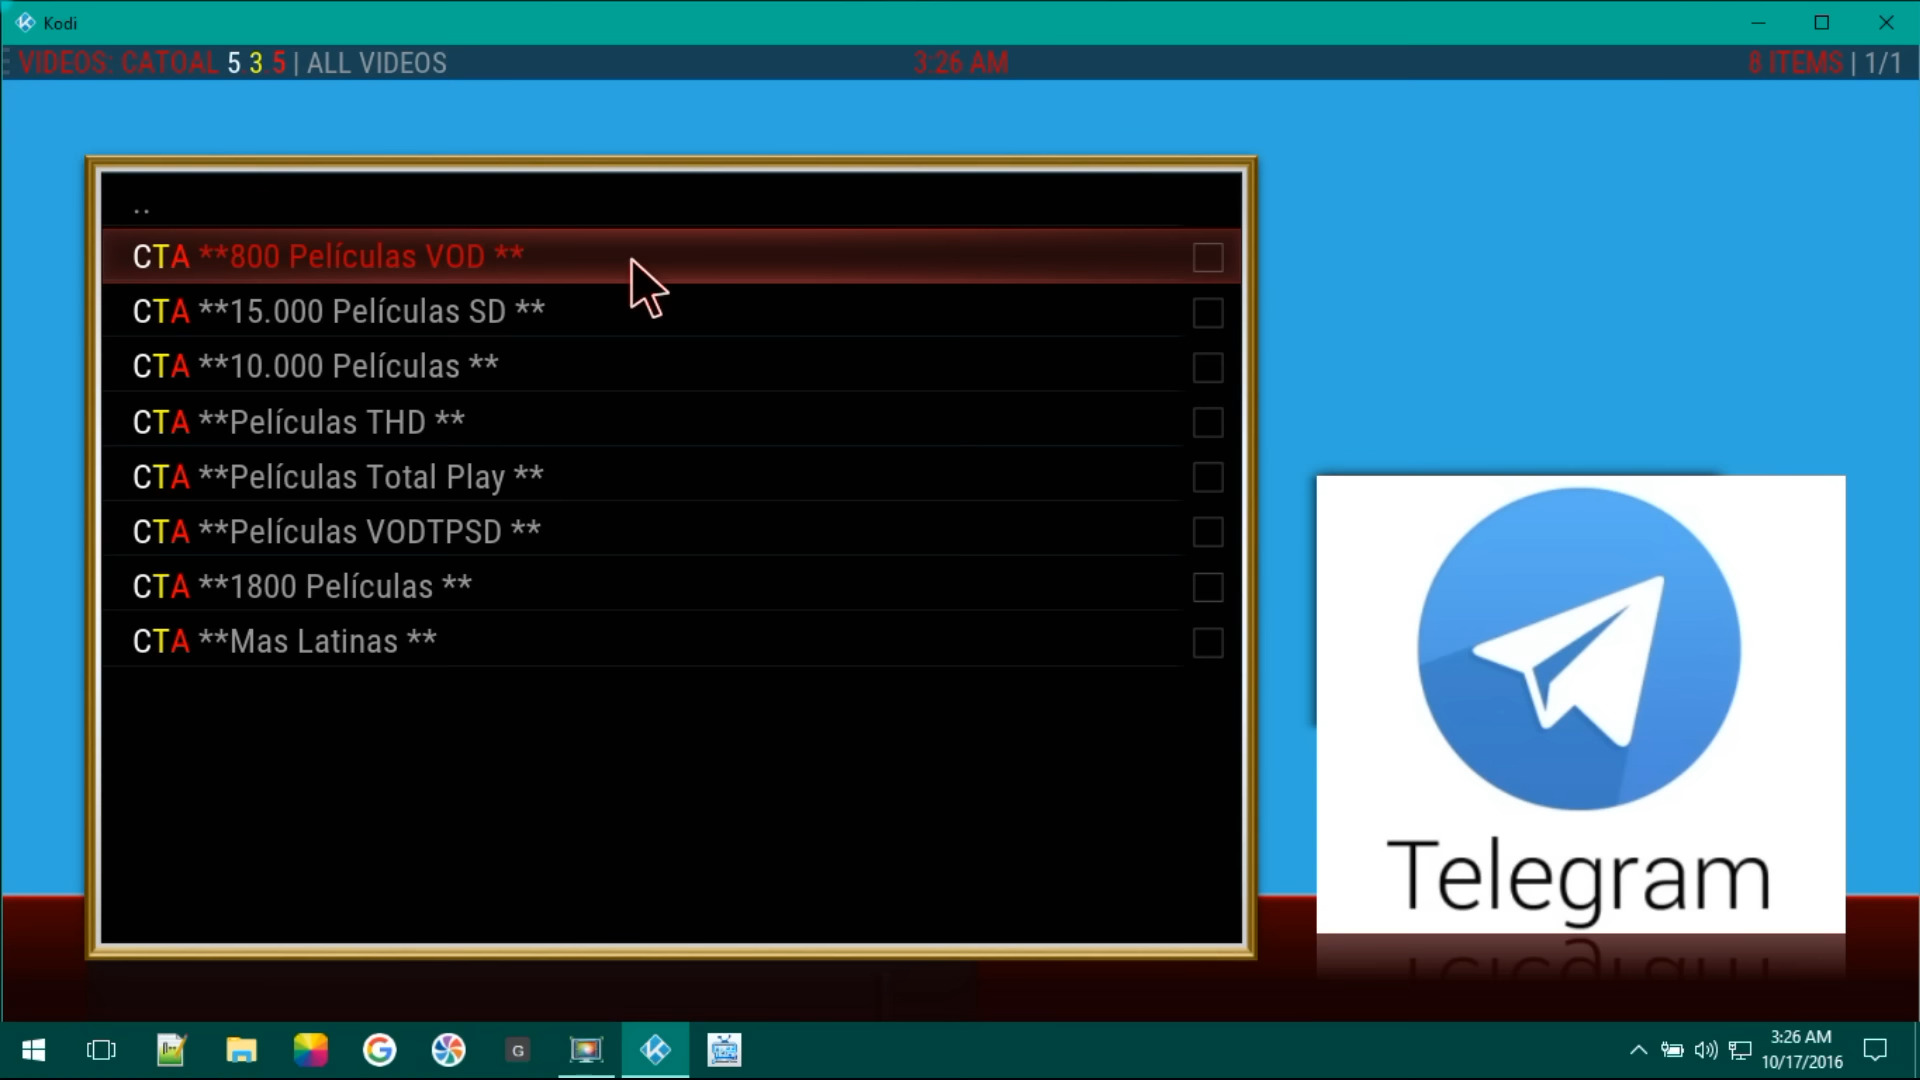 Kodi
VIDEOS: CATOAL 5 3 5 | ALL VIDEOS
3:26 AM
8 ITEMS | 1/1
..
CTA **800 Películas VOD **
CTA **15.000 Películas SD **
CTA **10.000 Películas **
CTA **Películas THD **
CTA **Películas Total Play **
CTA **Películas VODTPSD **
CTA **1800 Películas **
CTA **Mas Latinas **
Telegram
G
G
3:26 AM
10/17/2016